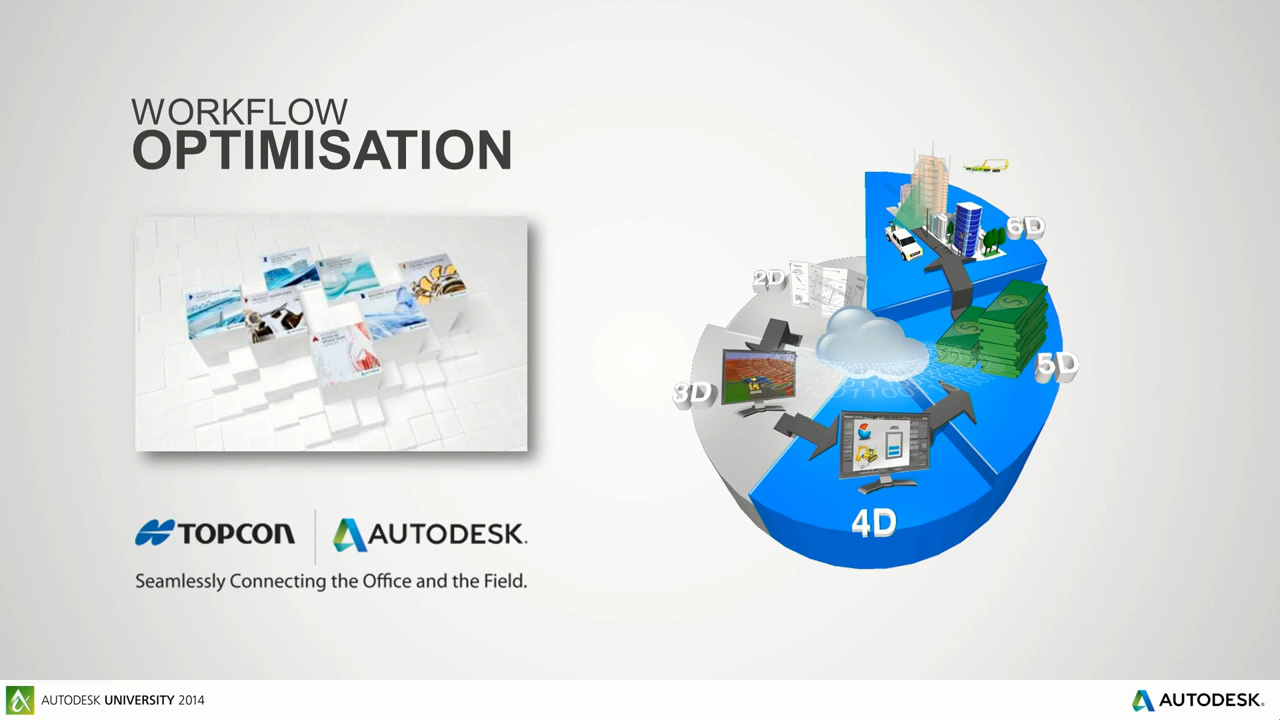 WORKFLOW
OPTIMISATION
TOPCON
AUTODESK.
Seamlessly Connecting the Office and the Field.
2D
3D
4D
5D
6D
AUTODESK UNIVERSITY 2014
AUTODESK.